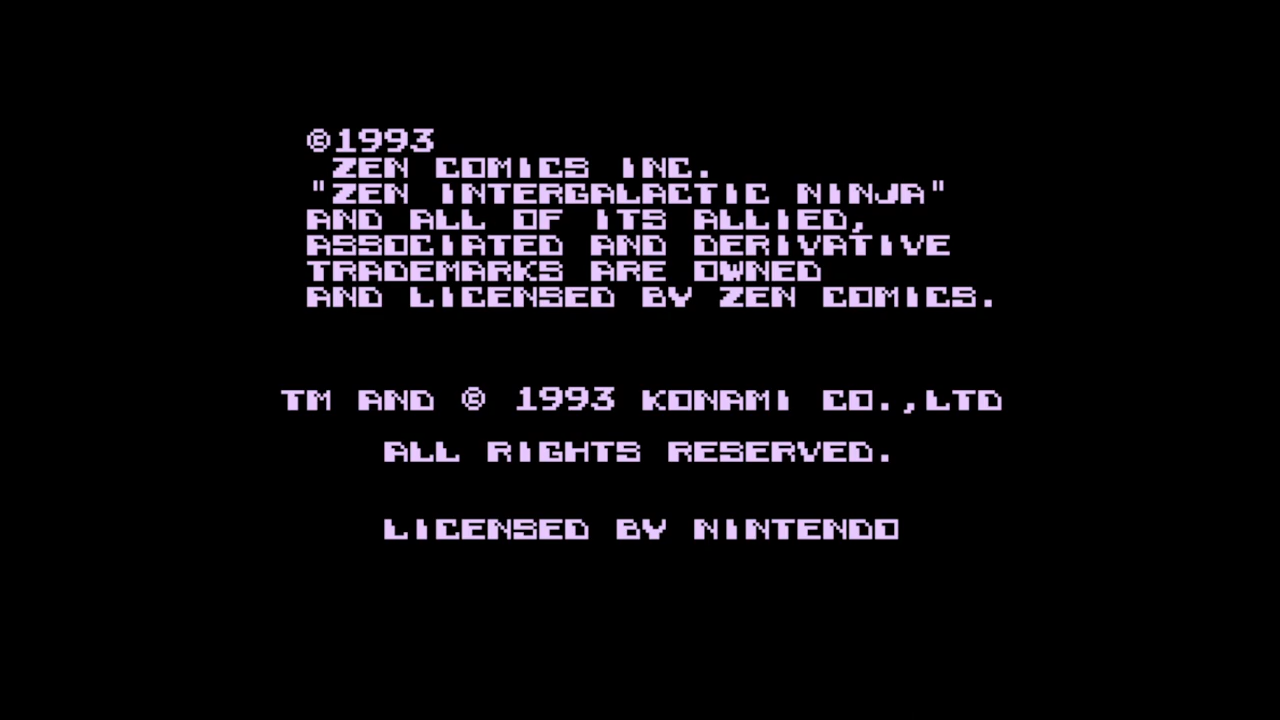 ©1993
ZEN COMICS INC.
"ZEN INTERGALACTIC NINJA"
AND ALL OF ITS ALLIED,
ASSOCIATED AND DERIVATIVE
TRADEMARKS ARE OWNED
AND LICENSED BY ZEN COMICS.
TM AND © 1993 KONAMI CO.,LTD
ALL RIGHTS RESERVED.
LICENSED BY NINTENDO